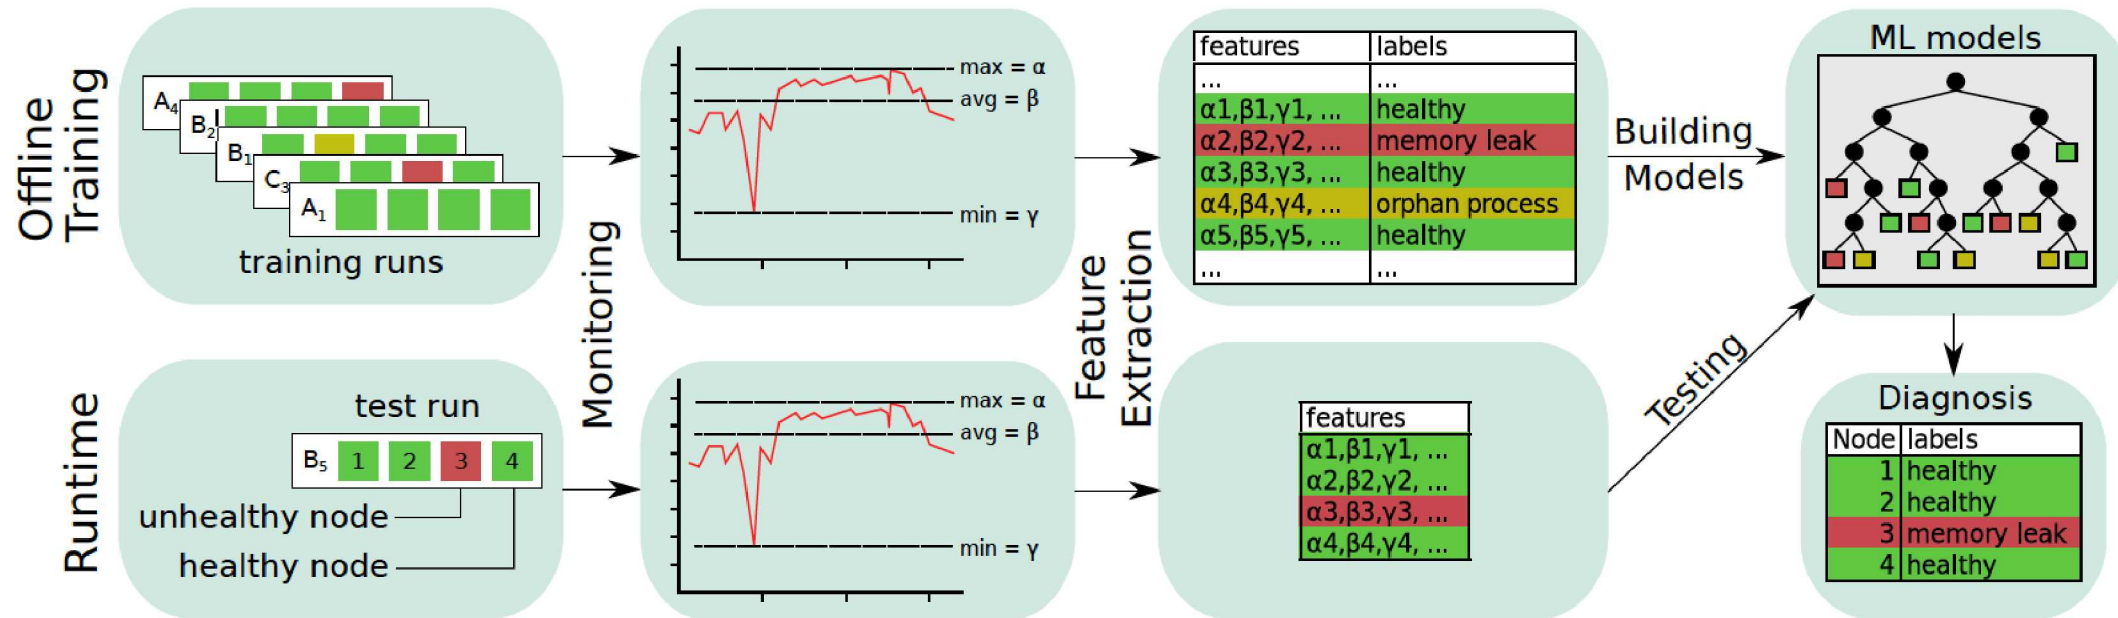 Offline
Training
A4
B2
B1
C3
A1
training runs
Monitoring
max = α
avg = β
min = γ
Feature
Extraction
features labels
... ...
α1,β1,γ1, ... healthy
α2,β2,γ2, ... memory leak
α3,β3,γ3, ... healthy
α4,β4,γ4, ... orphan process
α5,β5,γ5, ... healthy
... ...
Building
Models
ML models
Runtime
test run
B5 1 2 3 4
unhealthy node
healthy node
max = α
avg = β
min = γ
features
α1,β1,γ1, ...
α2,β2,γ2, ...
α3,β3,γ3, ...
α4,β4,γ4, ...
Testing
Diagnosis
Node labels
1 healthy
2 healthy
3 memory leak
4 healthy